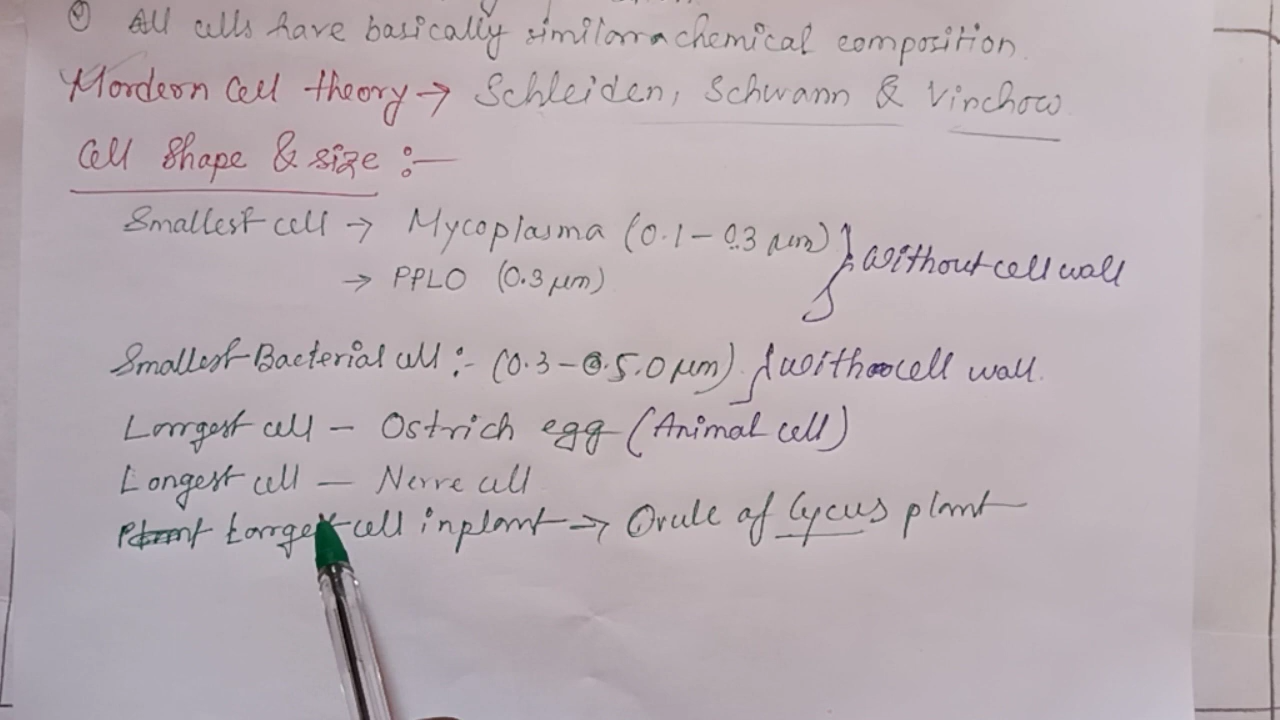 ④ All cells have basically similar chemical composition.
Mordern Cell theory → Schleiden, Schwann & Virchow
Cell Shape & size :—
Smallest cell → Mycoplasma (0.1 – 0.3 μm) } without cell wall
→ PPLO (0.3 μm)
Smallest Bacterial cell :- (0.3 – 5.0 μm) } with cell wall.
Largest cell – Ostrich egg (Animal cell)
Longest cell — Nerve cell
Largest cell in plant → Ovule of Cycus plant